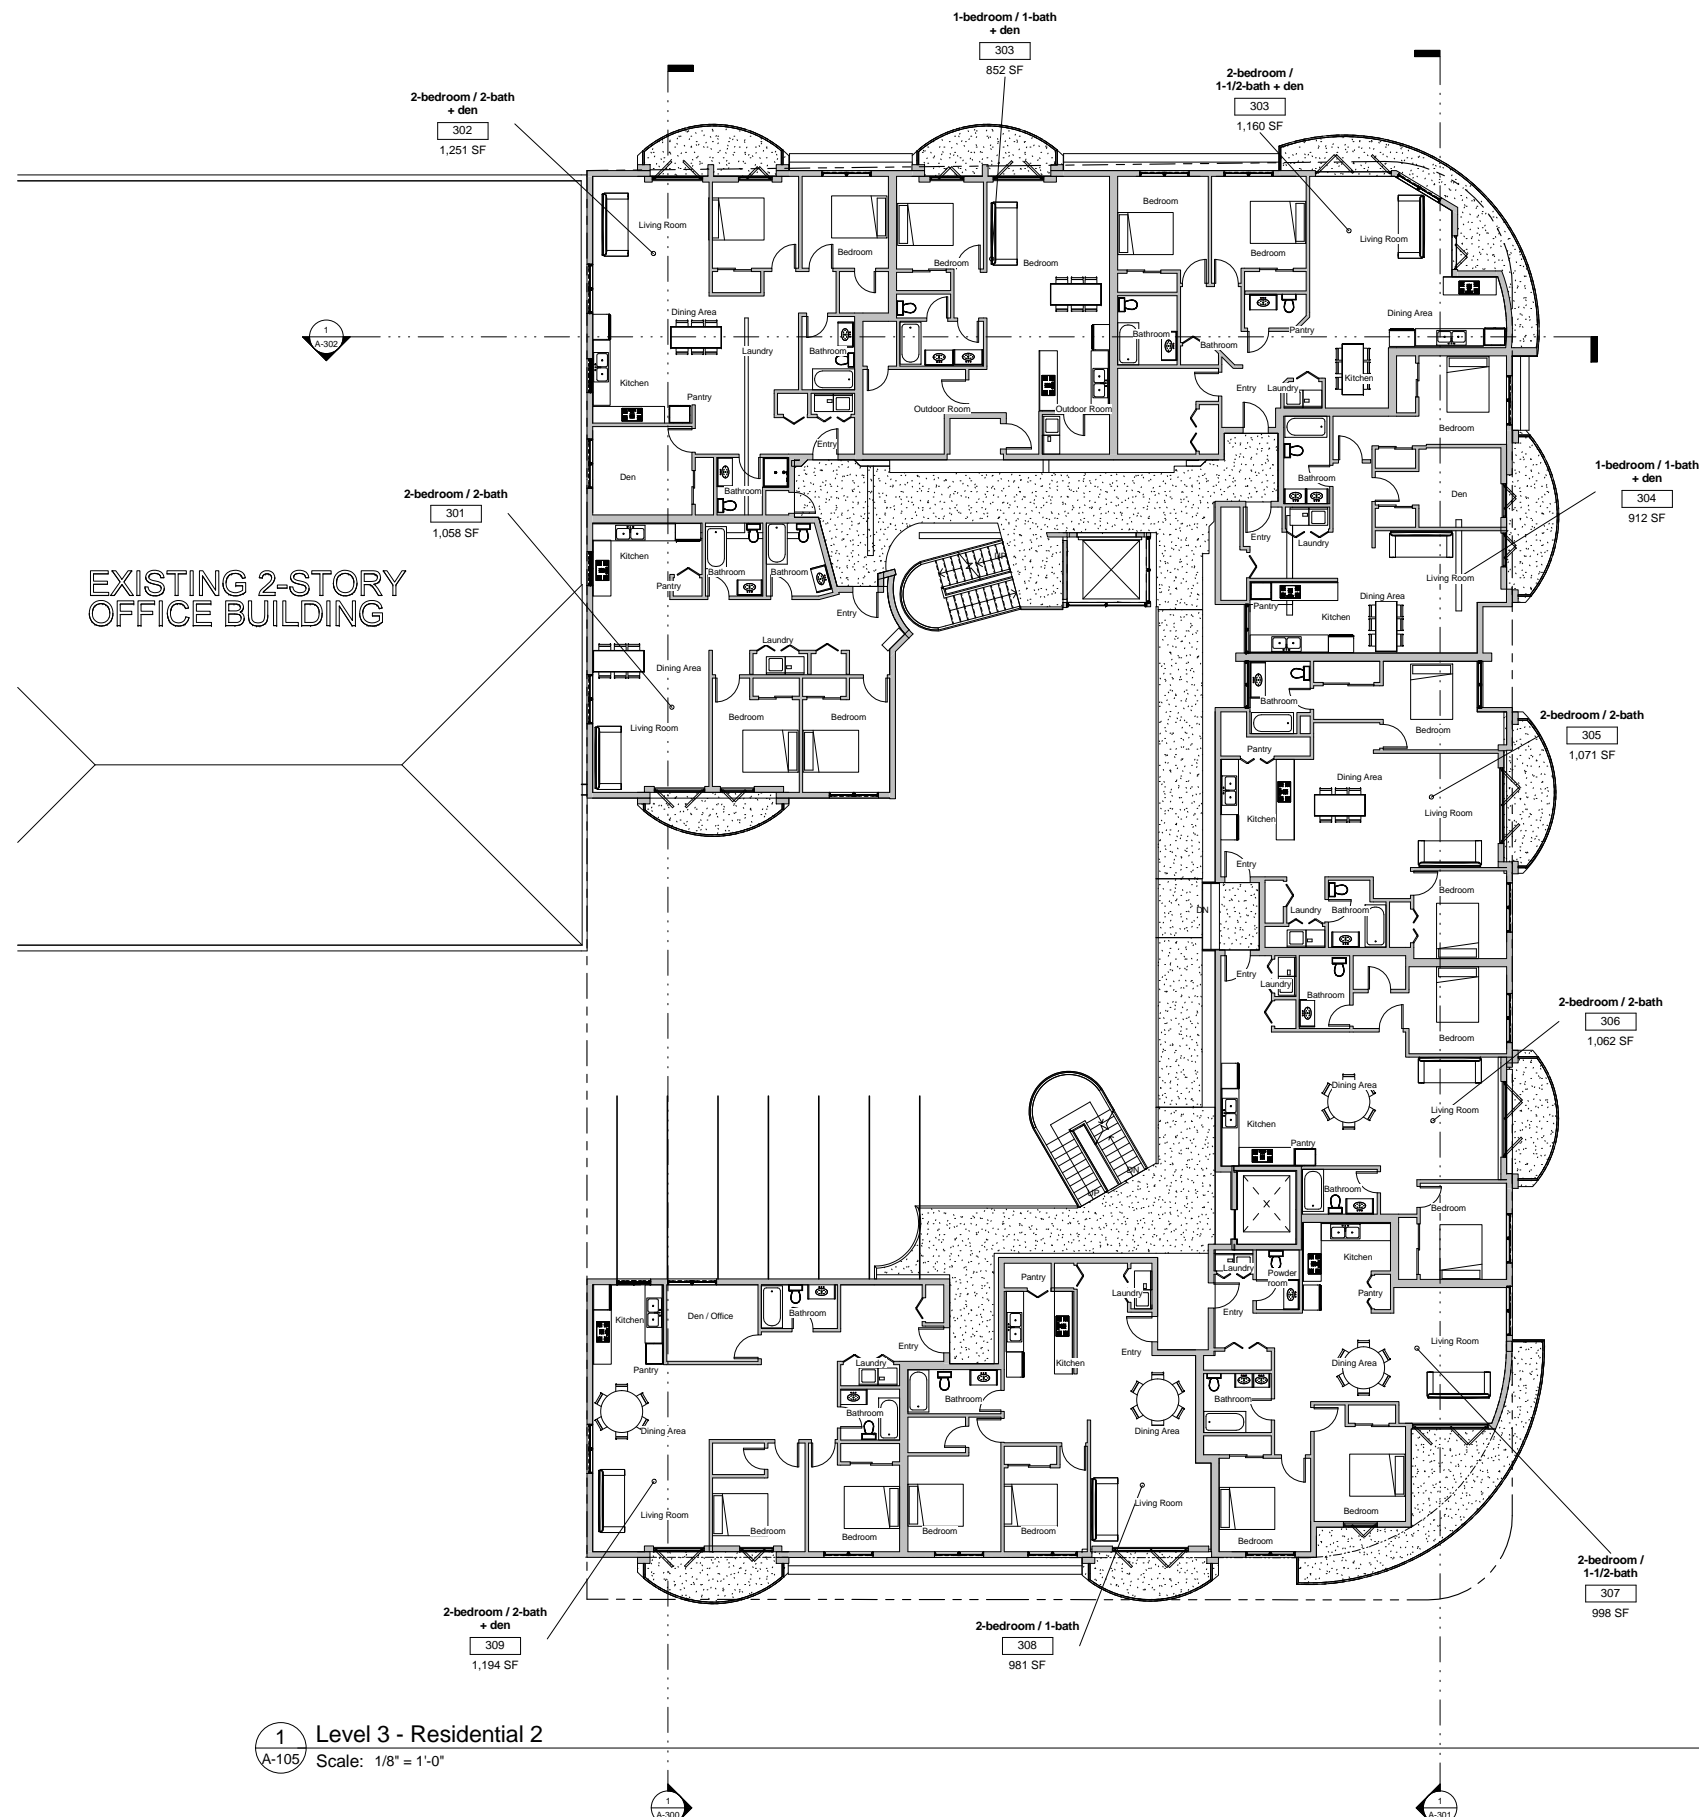 1-bedroom / 1-bath
+ den
303
852 SF
2-bedroom /
1-1/2-bath + den
303
1,160 SF
2-bedroom / 2-bath
+ den
302
1,251 SF
Living Room
Bedroom
Bedroom
Bedroom
Bedroom
Bedroom
Living Room
Dining Area
Laundry
Bathroom
Kitchen
Pantry
Entry
Den
Bathroom
Outdoor Room
Outdoor Room
Bathroom
Bathroom
Pantry
Dining Area
Entry
Laundry
Kitchen
1
A-302
Bedroom
Bathroom
Den
Entry
Laundry
Living Room
Dining Area
Pantry
Kitchen
1-bedroom / 1-bath
+ den
304
912 SF
2-bedroom / 2-bath
301
1,058 SF
Kitchen
Pantry
Bathroom
Bathroom
Entry
Laundry
Dining Area
Living Room
Bedroom
Bedroom
UP
EXISTING 2-STORY
OFFICE BUILDING
Bathroom
Bedroom
Pantry
Dining Area
Kitchen
Living Room
Entry
Bedroom
Laundry
Bathroom
DN
2-bedroom / 2-bath
305
1,071 SF
Entry
Laundry
Bathroom
Bedroom
Dining Area
Living Room
Kitchen
Pantry
Bathroom
Bedroom
2-bedroom / 2-bath
306
1,062 SF
DN
UP
Kitchen
Laundry
Powder
room
Pantry
Entry
Living Room
Dining Area
Bathroom
Bedroom
Bedroom
2-bedroom /
1-1/2-bath
307
998 SF
Pantry
Laundry
Entry
Kitchen
Bathroom
Dining Area
Living Room
Bedroom
Bedroom
2-bedroom / 1-bath
308
981 SF
Kitchen
Den / Office
Bathroom
Entry
Pantry
Laundry
Bathroom
Dining Area
Living Room
Bedroom
Bedroom
2-bedroom / 2-bath
+ den
309
1,194 SF
1
A-105
Level 3 - Residential 2
Scale: 1/8" = 1'-0"
1
A-300
1
A-301